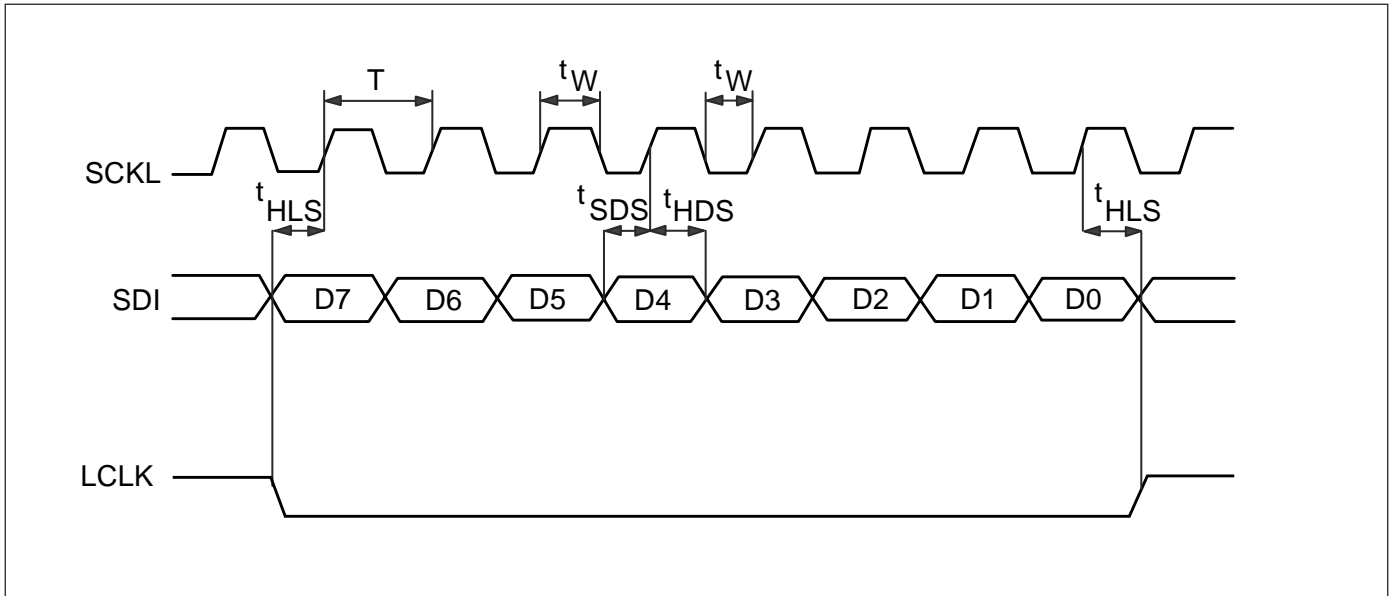 T
tW
tW
SCKL
tHLS
tSDS
tHDS
tHLS
SDI
D7
D6
D5
D4
D3
D2
D1
D0
LCLK